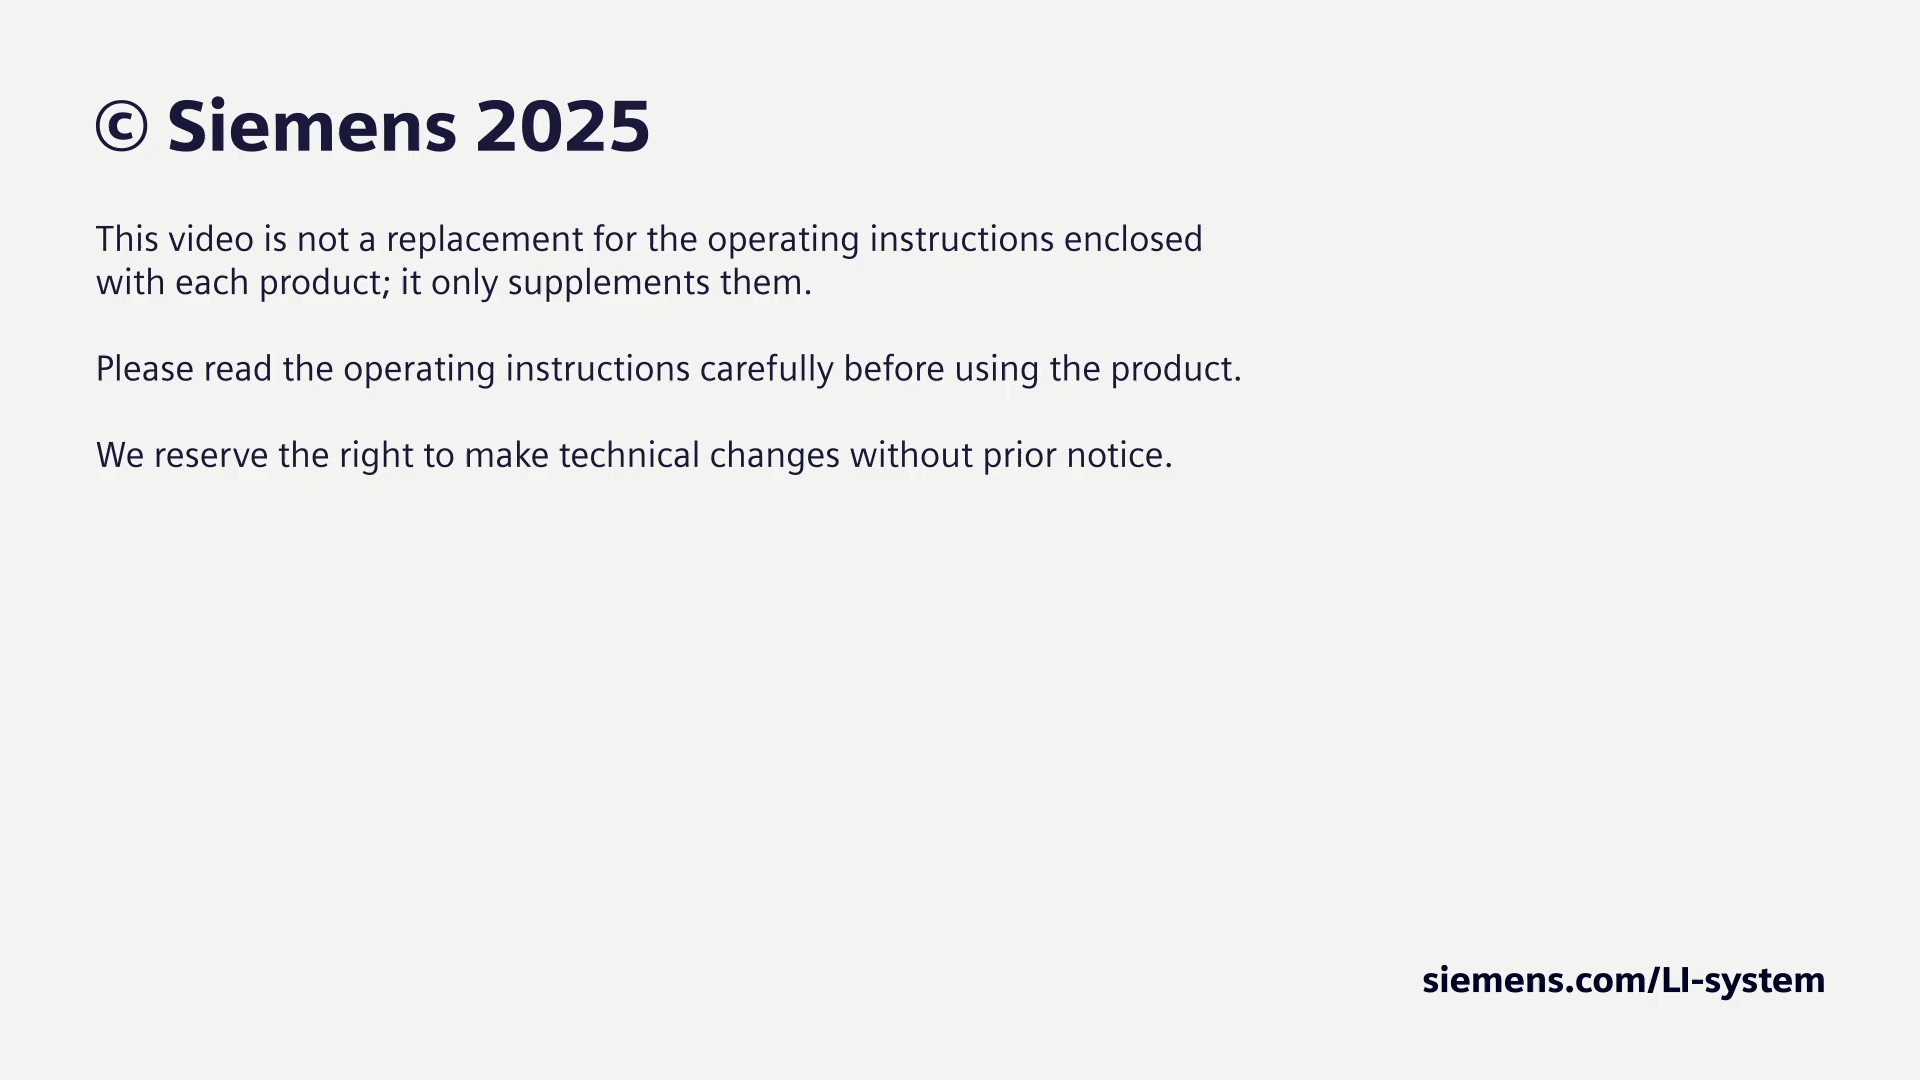 © Siemens 2025
This video is not a replacement for the operating instructions enclosed
with each product; it only supplements them.
Please read the operating instructions carefully before using the product.
We reserve the right to make technical changes without prior notice.
siemens.com/LI-system